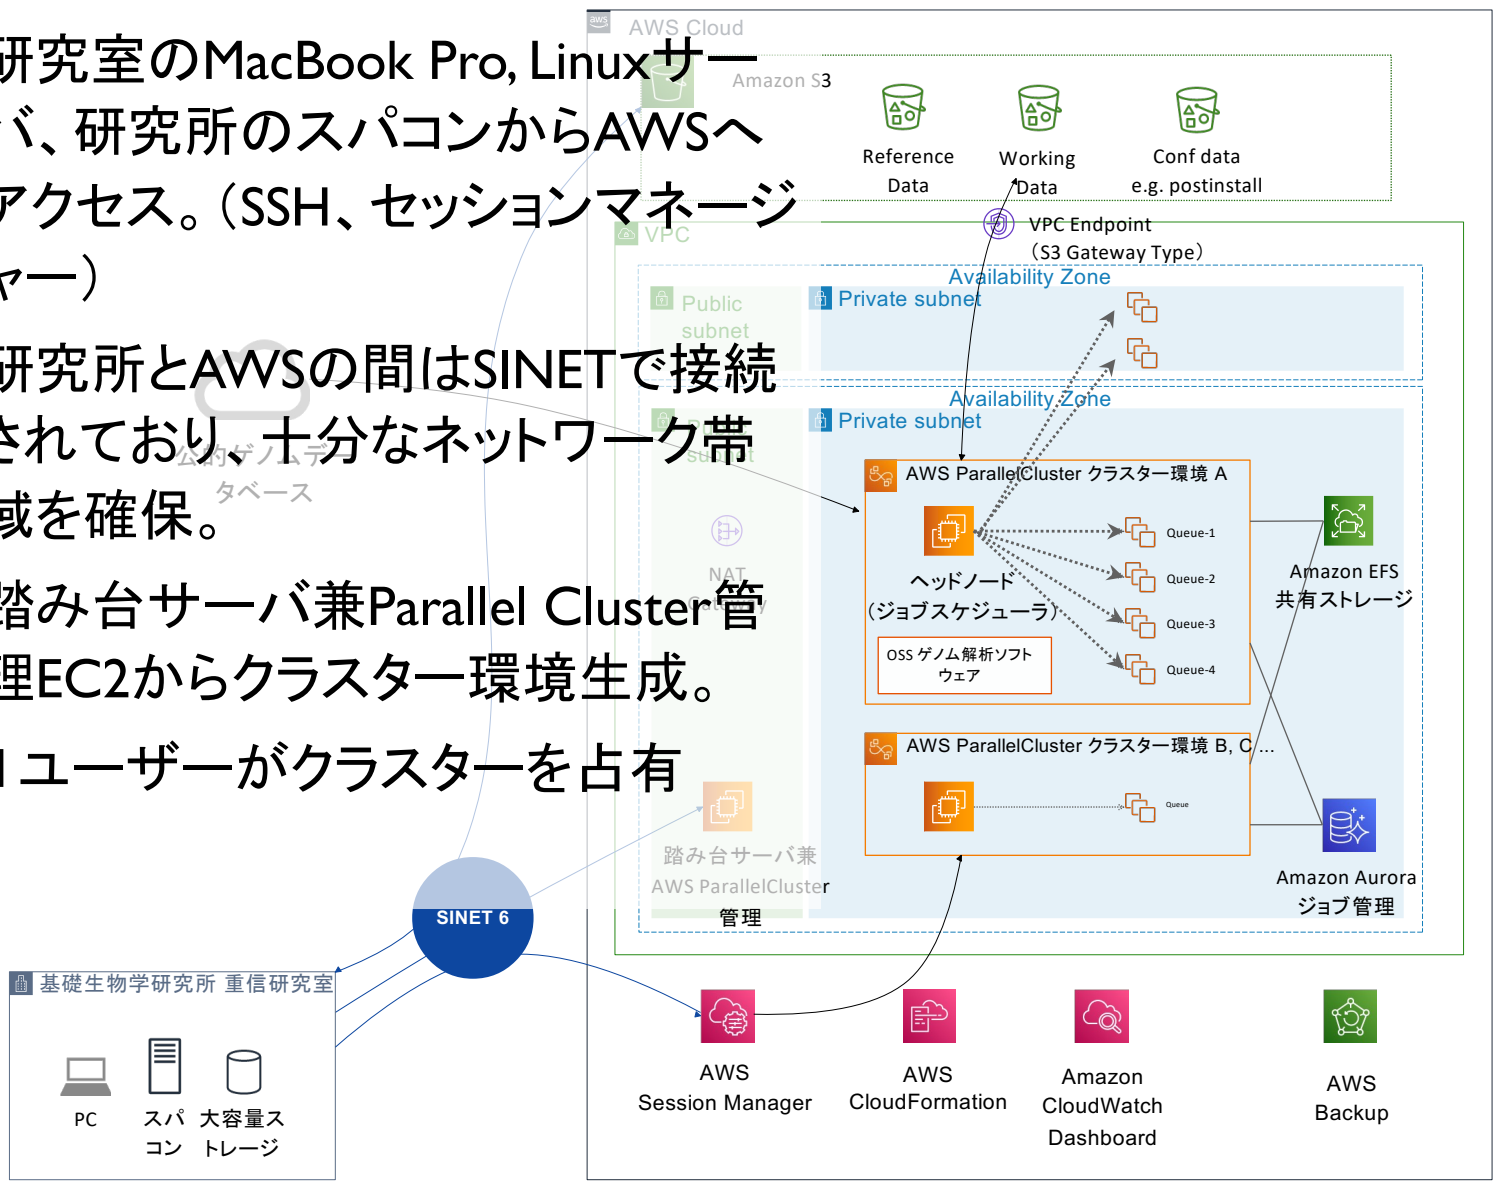 研究室のMacBook Pro, Linuxサー
バ、研究所のスパコンからAWSへ
アクセス。（SSH、セッションマネージ
ャー）
研究所とAWSの間はSINETで接続
されており、十分なネットワーク帯
域を確保。
踏み台サーバ兼Parallel Cluster管
理EC2からクラスター環境生成。
1ユーザーがクラスターを占有
公的ゲノムデー
タベース
SINET 6
基礎生物学研究所 重信研究室
PC
スパ
コン
大容量ス
トレージ
aws
AWS Cloud
Amazon S3
Reference
Data
Working
Data
Conf data
e.g. postinstall
VPC Endpoint
（S3 Gateway Type）
VPC
Availability Zone
Public
subnet
Private subnet
Availability Zone
Public
subnet
Private subnet
NAT
Gateway
AWS ParallelCluster クラスター環境 A
ヘッドノード
（ジョブスケジューラ）
OSS ゲノム解析ソフト
ウェア
Queue-1
Queue-2
Queue-3
Queue-4
Amazon EFS
共有ストレージ
AWS ParallelCluster クラスター環境 B, C ...
Queue
Amazon Aurora
ジョブ管理
踏み台サーバ兼
AWS ParallelCluster
管理
AWS
Session Manager
AWS
CloudFormation
Amazon
CloudWatch
Dashboard
AWS
Backup